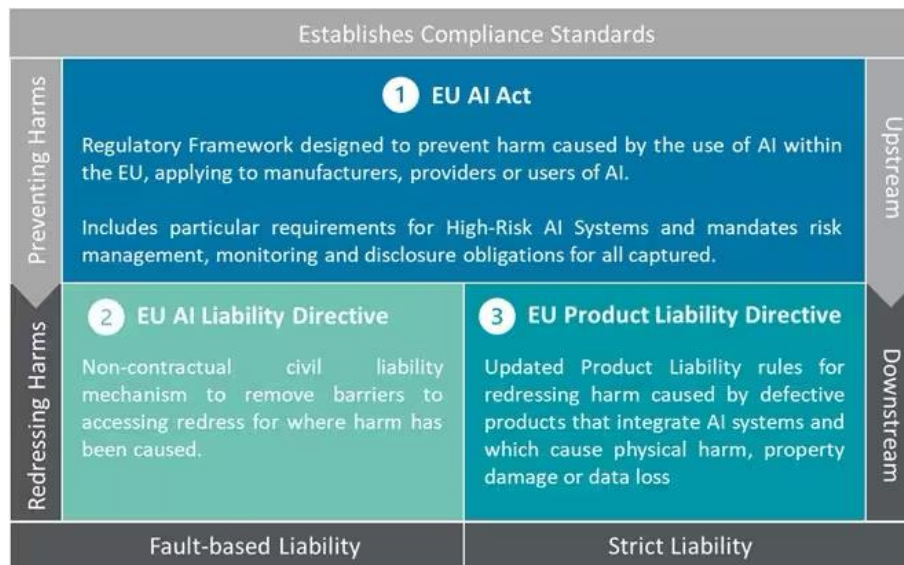 Establishes Compliance Standards
Preventing Harms
1 EU AI Act
Regulatory Framework designed to prevent harm caused by the use of AI within
the EU, applying to manufacturers, providers or users of AI.
Includes particular requirements for High-Risk AI Systems and mandates risk
management, monitoring and disclosure obligations for all captured.
Upstream
Redressing Harms
2 EU AI Liability Directive
Non-contractual civil liability
mechanism to remove barriers to
accessing redress for where harm has
been caused.
3 EU Product Liability Directive
Updated Product Liability rules for
redressing harm caused by defective
products that integrate AI systems and
which cause physical harm, property
damage or data loss
Downstream
Fault-based Liability
Strict Liability